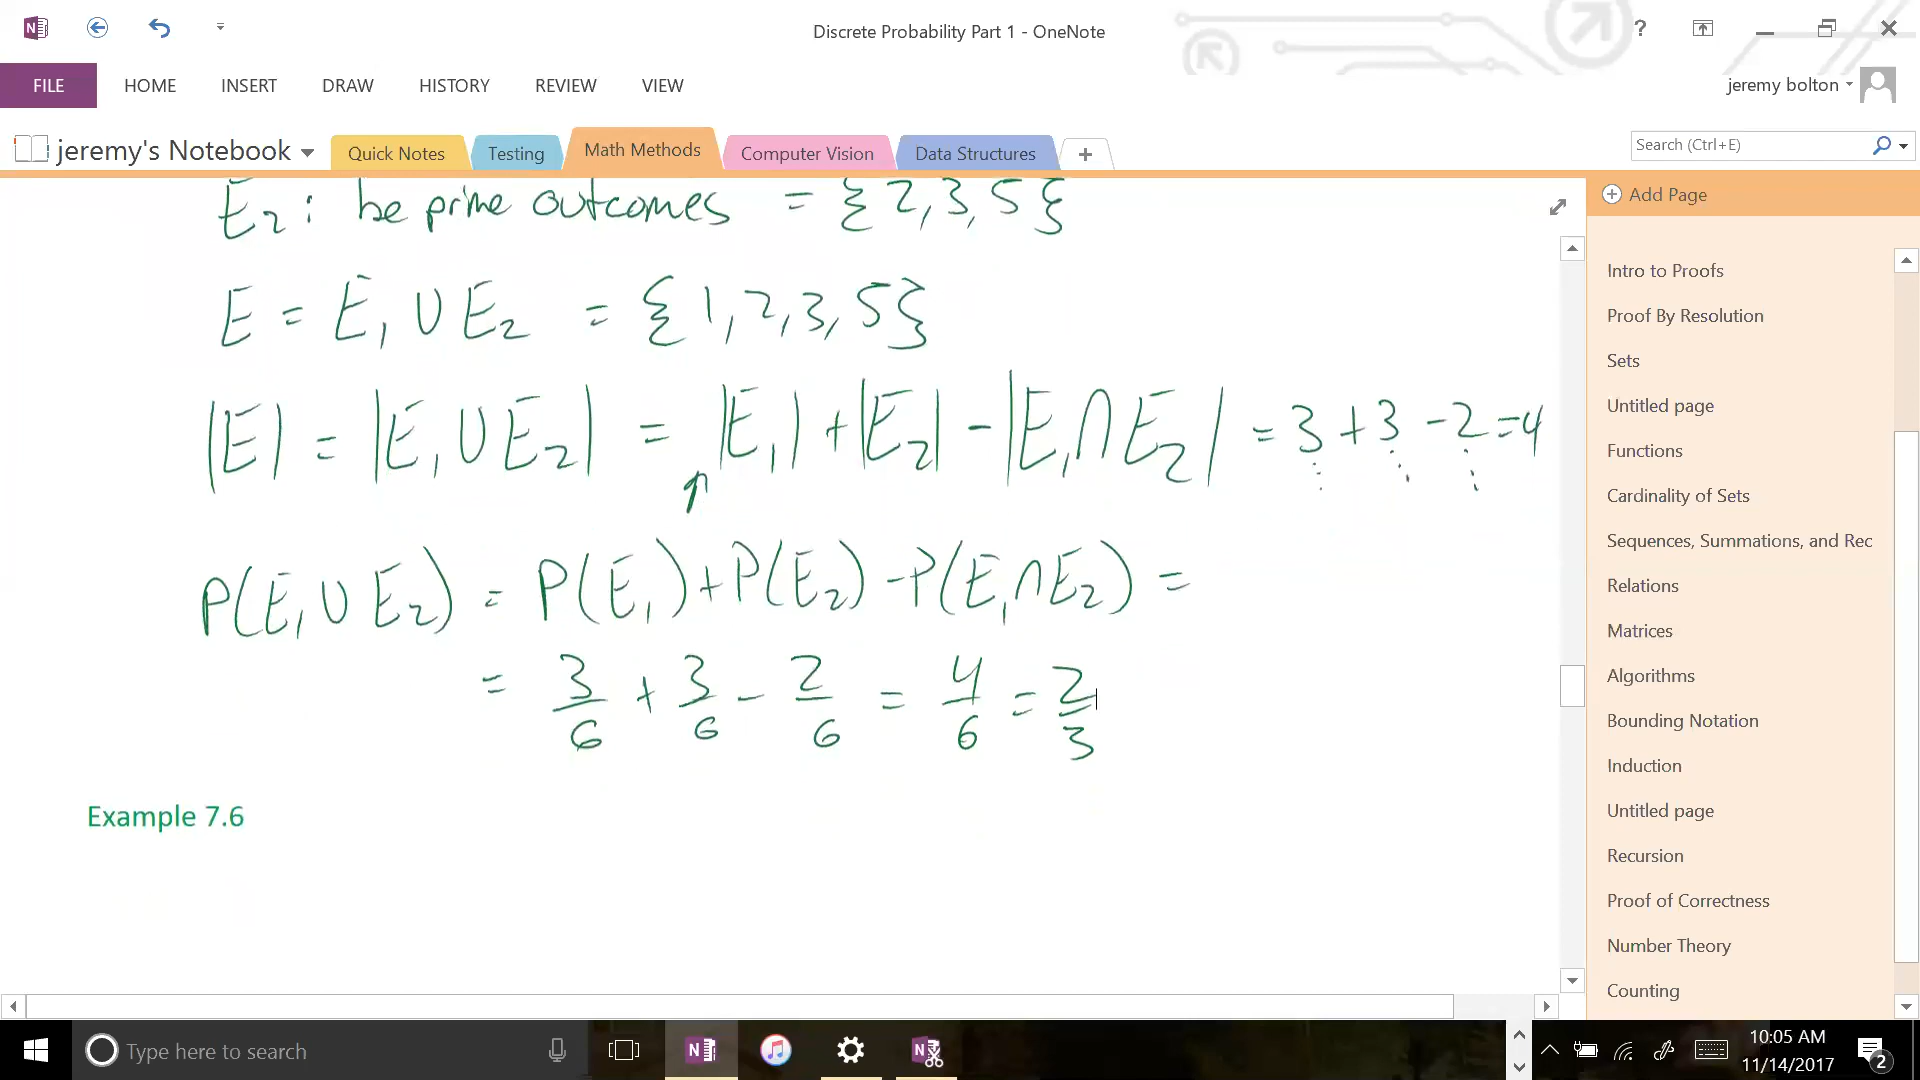 Discrete Probability Part 1 - OneNote
?
FILE HOME INSERT DRAW HISTORY REVIEW VIEW
jeremy bolton
jeremy's Notebook
Quick Notes
Testing
Math Methods
Computer Vision
Data Structures
+
Search (Ctrl+E)
E₂ : be prime outcomes = {2, 3, 5}
E = E₁ ∪ E₂ = {1, 2, 3, 5}
|E| = |E₁ ∪ E₂| = |E₁| + |E₂| - |E₁ ∩ E₂| = 3 + 3 - 2 = 4
P(E₁ ∪ E₂) = P(E₁) + P(E₂) - P(E₁ ∩ E₂) =
= 3/6 + 3/6 - 2/6 = 4/6 = 2/3
Example 7.6
Add Page
Intro to Proofs
Proof By Resolution
Sets
Untitled page
Functions
Cardinality of Sets
Sequences, Summations, and Rec
Relations
Matrices
Algorithms
Bounding Notation
Induction
Untitled page
Recursion
Proof of Correctness
Number Theory
Counting
Type here to search
10:05 AM
11/14/2017
2